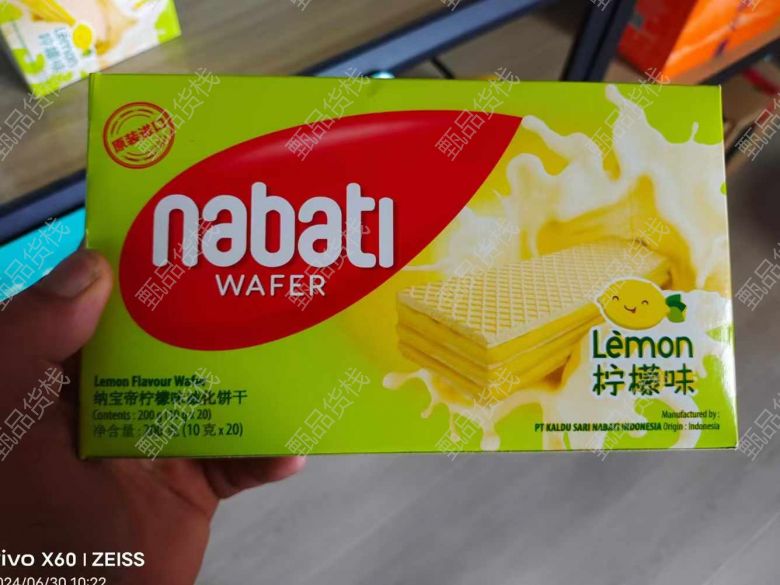 原装进口
nabati
WAFER
Lèmon
柠檬味
Lemon Flavour Wafer
纳宝帝柠檬味威化饼干
Contents : 200 g (10 g x 20)
净含量 : 200 克 (10 克 x 20)
Manufactured by :
PT KALDU SARI NABATI INDONESIA Origin : Indonesia
甄品货栈
vivo X60 | ZEISS
2024/06/30 10:22